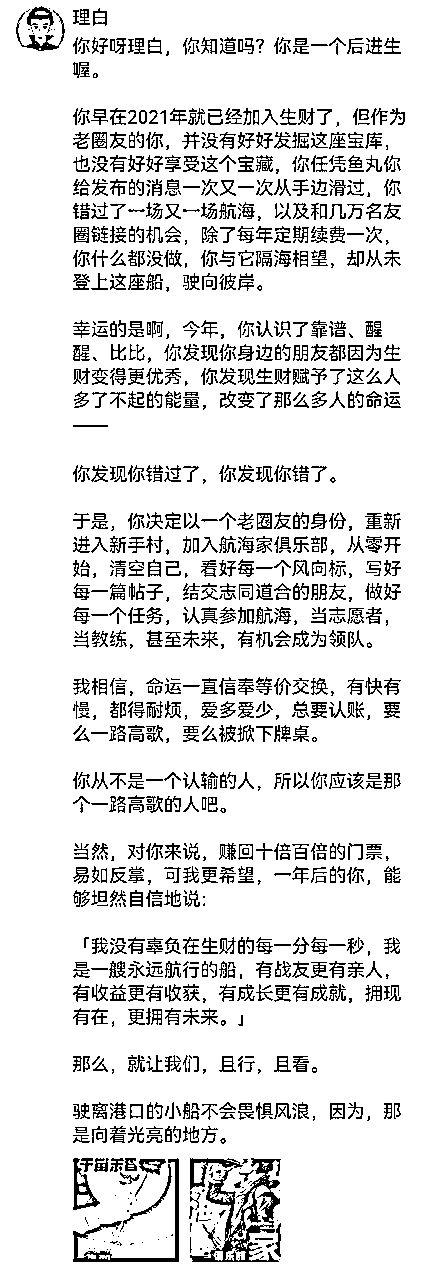 理白
你好呀理白，你知道吗？你是一个后进生
喔。
你早在2021年就已经加入生财了，但作为
老圈友的你，并没有好好发掘这座宝库，
也没有好好享受这个宝藏，你任凭鱼丸你
给发布的消息一次又一次从手边滑过，你
错过了一场又一场航海，以及和几万名友
圈链接的机会，除了每年定期续费一次，
你什么都没做，你与它隔海相望，却从未
登上这座船，驶向彼岸。
幸运的是啊，今年，你认识了靠谱、醒
醒、比比，你发现你身边的朋友都因为生
财变得更优秀，你发现生财赋予了这么人
多了不起的能量，改变了那么多人的命运
——
你发现你错过了，你发现你错了。
于是，你决定以一个老圈友的身份，重新
进入新手村，加入航海家俱乐部，从零开
始，清空自己，看好每一个风向标，写好
每一篇帖子，结交志同道合的朋友，做好
每一个任务，认真参加航海，当志愿者，
当教练，甚至未来，有机会成为领队。
我相信，命运一直信奉等价交换，有快有
慢，都得耐烦，爱多爱少，总要认账，要
么一路高歌，要么被掀下牌桌。
你从不是一个认输的人，所以你应该是那
个一路高歌的人吧。
当然，对你来说，赚回十倍百倍的门票，
易如反掌，可我更希望，一年后的你，能
够坦然自信地说：
「我没有辜负在生财的每一分每一秒，我
是一艘永远航行的船，有战友更有亲人，
有收益更有收获，有成长更有成就，拥现
有在，更拥有未来。」
那么，就让我们，且行，且看。
驶离港口的小船不会畏惧风浪，因为，那
是向着光亮的地方。
家